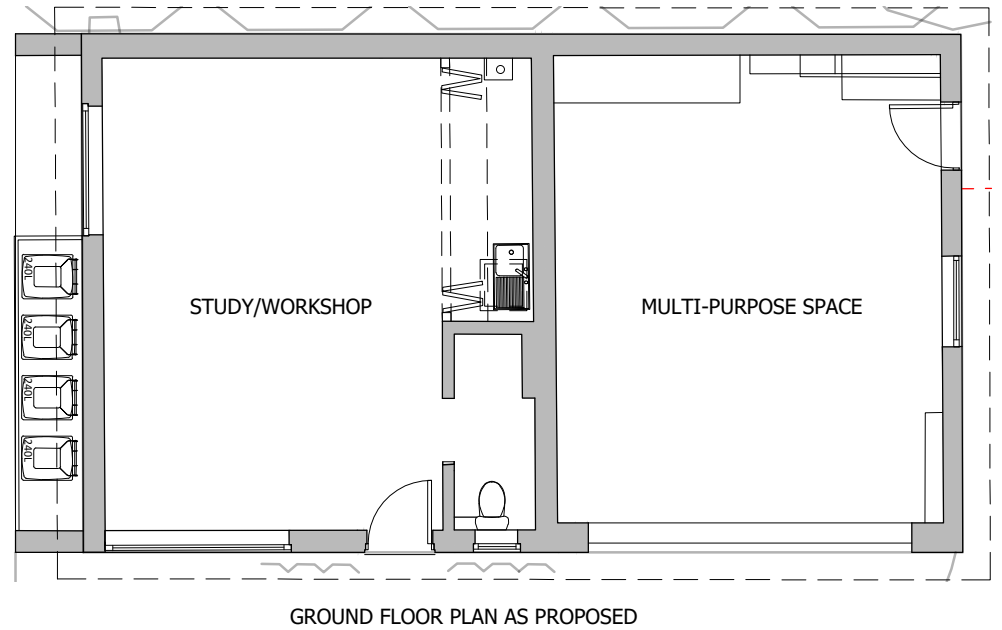 STUDY/WORKSHOP
MULTI-PURPOSE SPACE
240L
240L
240L
240L
GROUND FLOOR PLAN AS PROPOSED